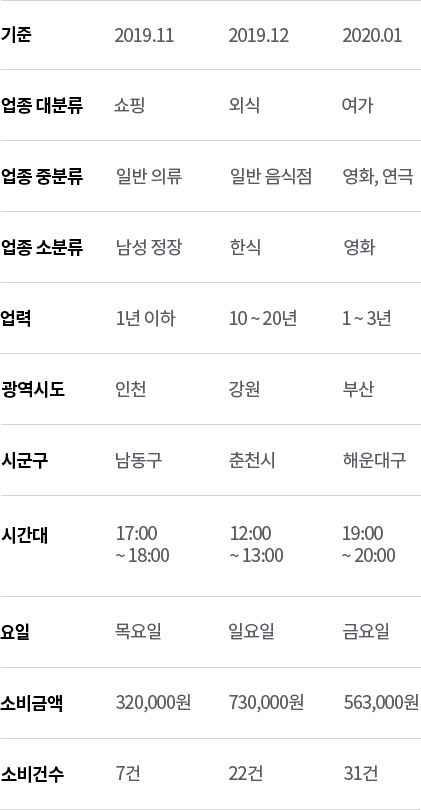 기준 2019.11 2019.12 2020.01
업종 대분류 쇼핑 외식 여가
업종 중분류 일반 의류 일반 음식점 영화, 연극
업종 소분류 남성 정장 한식 영화
업력 1년 이하 10 ~ 20년 1 ~ 3년
광역시도 인천 강원 부산
시군구 남동구 춘천시 해운대구
시간대 17:00 12:00 19:00
~ 18:00 ~ 13:00 ~ 20:00
요일 목요일 일요일 금요일
소비금액 320,000원 730,000원 563,000원
소비건수 7건 22건 31건